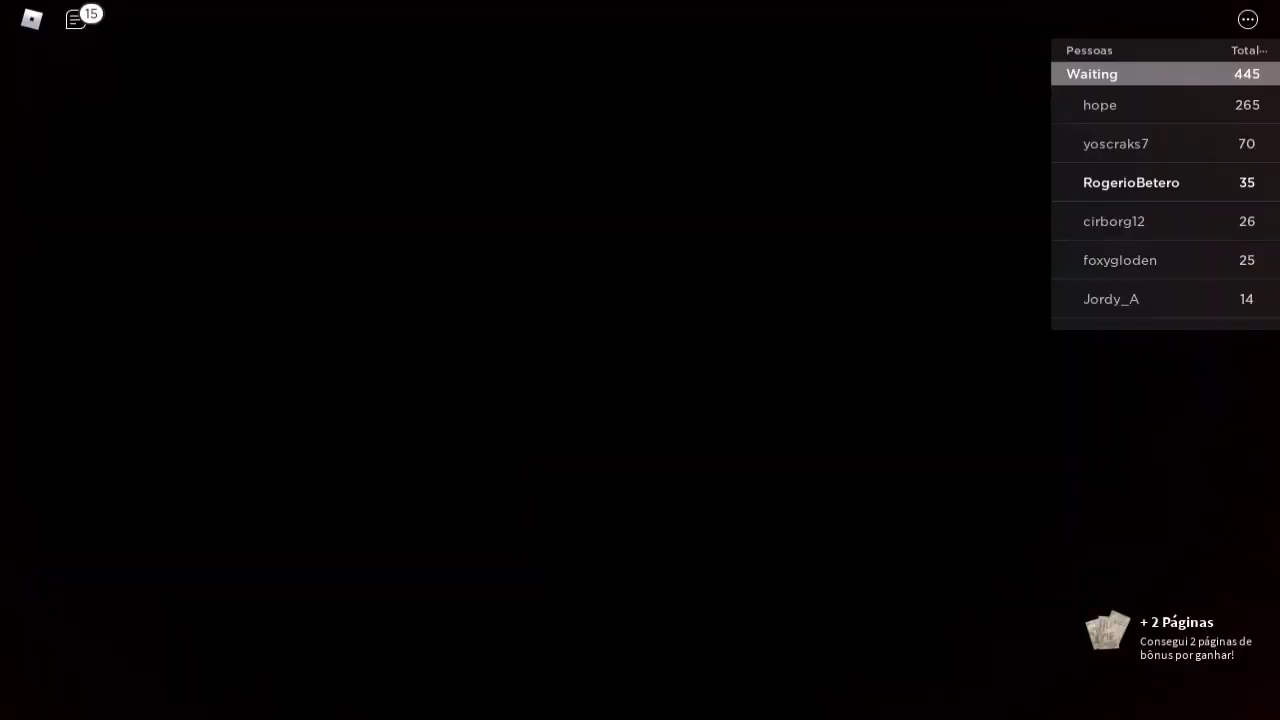 15
Pessoas Total...
Waiting 445
hope 265
yoscraks7 70
RogerioBetero 35
cirborg12 26
foxygloden 25
Jordy_A 14
+ 2 Páginas
Consegui 2 páginas de
bônus por ganhar!